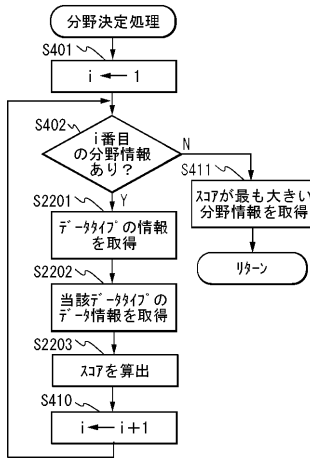 分野決定処理
S401
i ← 1
S402
i番目
の分野情報
あり?
N
Y
S411
ｽｺｱが最も大きい
分野情報を取得
ﾘﾀｰﾝ
S2201
ﾃﾞｰﾀﾀｲﾌﾟの情報
を取得
S2202
当該ﾃﾞｰﾀﾀｲﾌﾟの
ﾃﾞｰﾀ情報を取得
S2203
ｽｺｱを算出
S410
i ← i+1